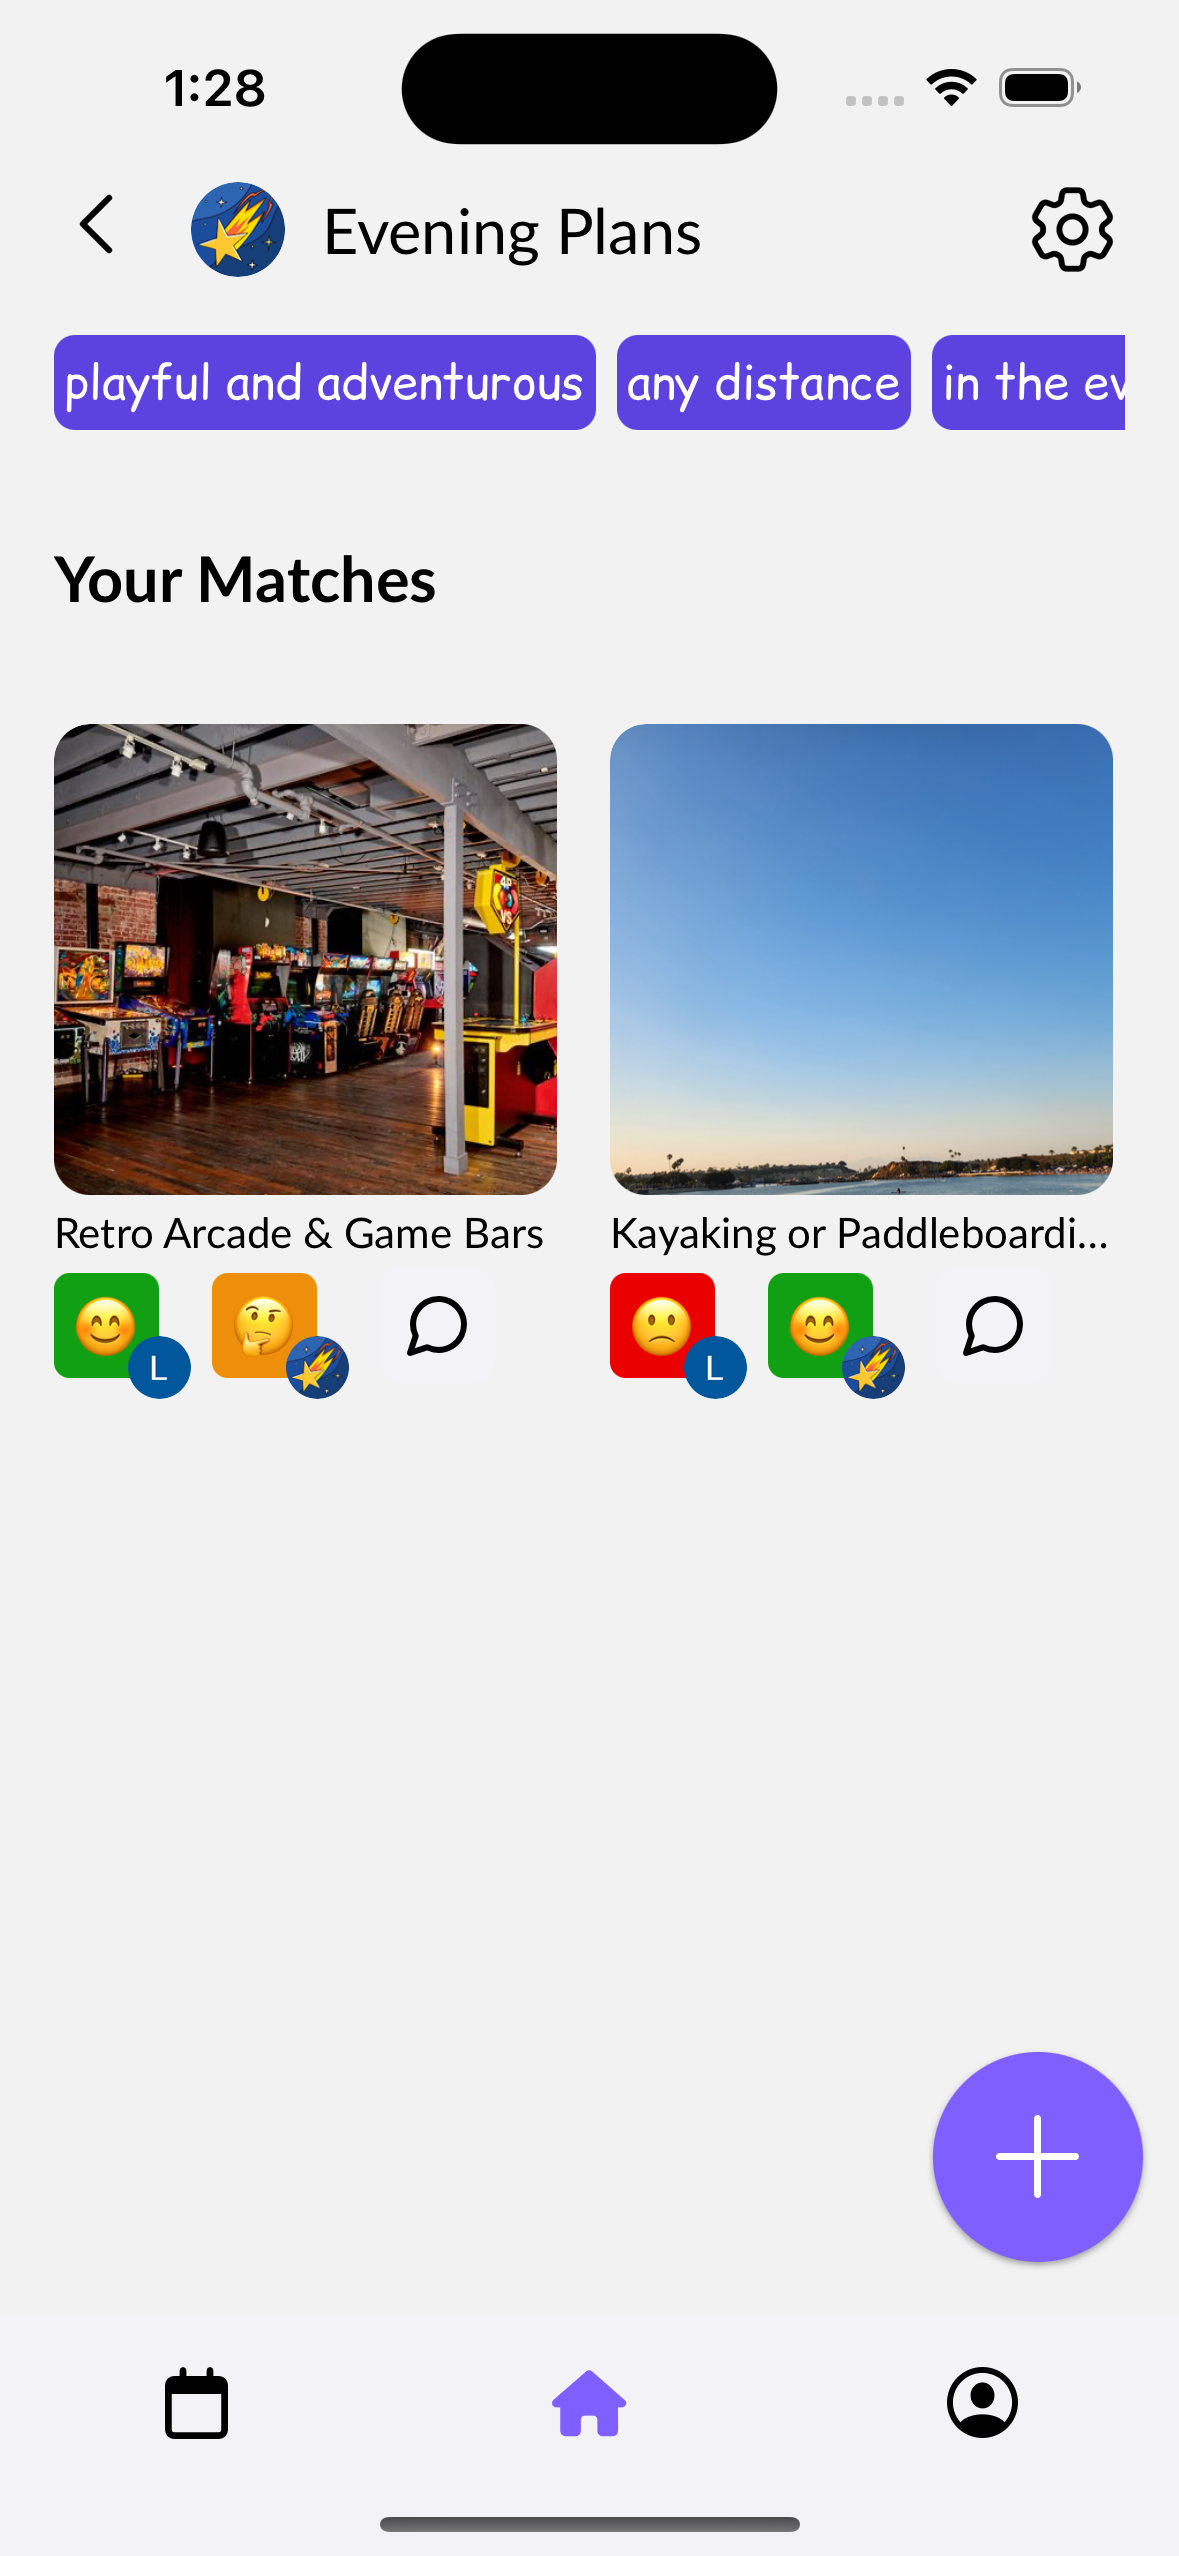 1:28
Evening Plans
playful and adventurous
any distance
in the ev
Your Matches
Retro Arcade & Game Bars
Kayaking or Paddleboardi...
L
L